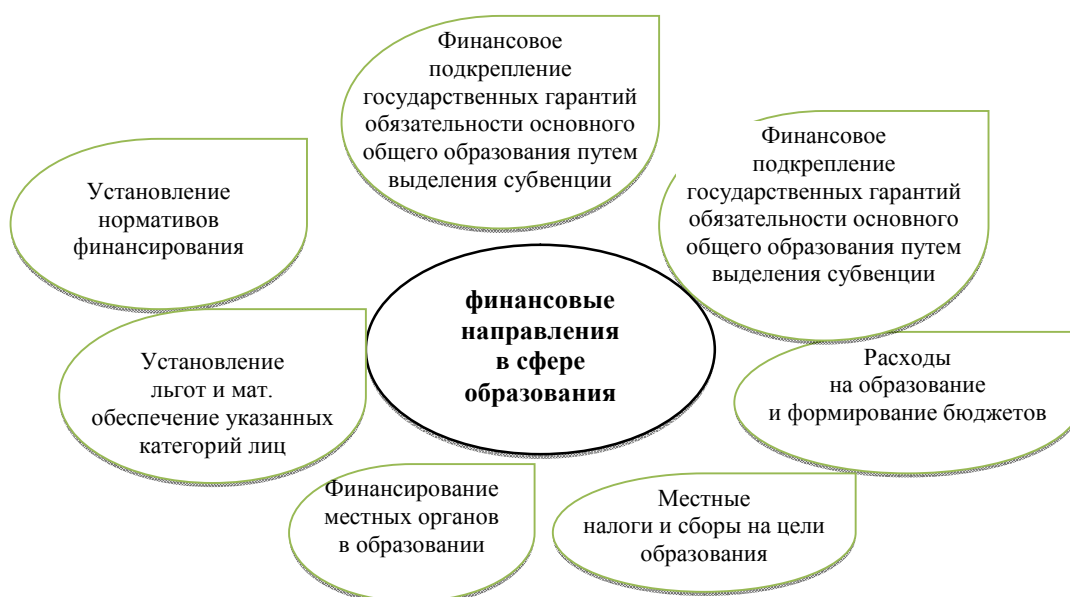 Финансовое
подкрепление
государственных гарантий
обязательности основного
общего образования путем
выделения субвенции
Финансовое
подкрепление
государственных гарантий
обязательности основного
общего образования путем
выделения субвенции
Установление
нормативов
финансирования
финансовые
направления
в сфере
образования
Установление
льгот и мат.
обеспечение указанных
категорий лиц
Расходы
на образование
и формирование бюджетов
Финансирование
местных органов
в образовании
Местные
налоги и сборы на цели
образования